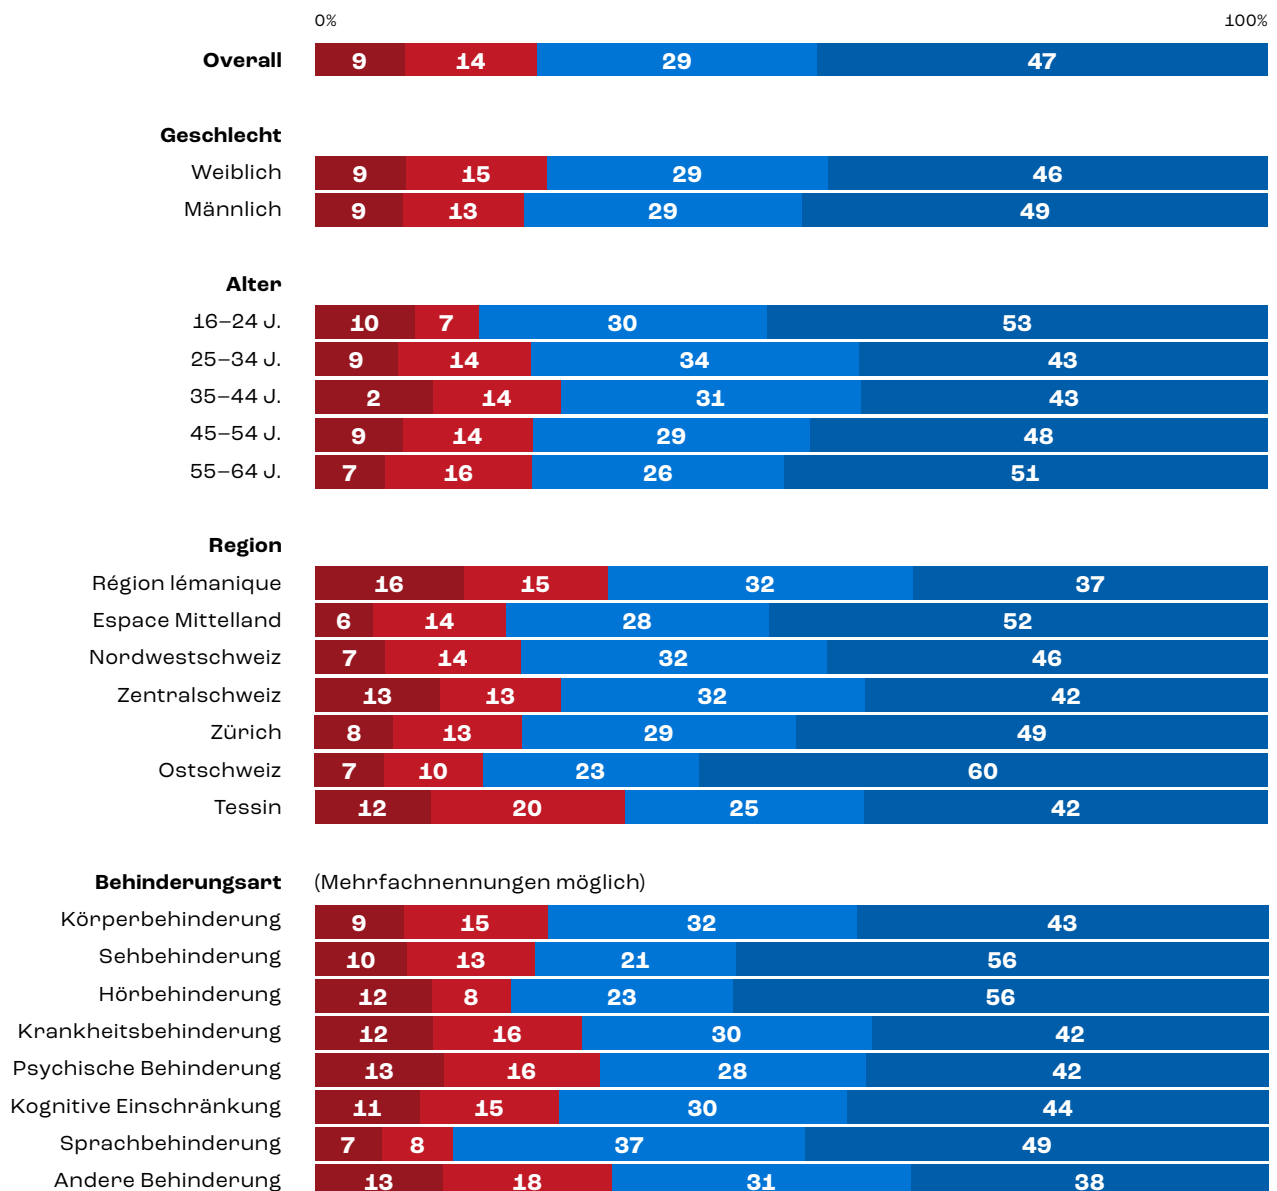 0% 100%
Overall 9 14 29 47
Geschlecht
Weiblich 9 15 29 46
Männlich 9 13 29 49
Alter
16–24 J. 10 7 30 53
25–34 J. 9 14 34 43
35–44 J. 2 14 31 43
45–54 J. 9 14 29 48
55–64 J. 7 16 26 51
Region
Région lémanique 16 15 32 37
Espace Mittelland 6 14 28 52
Nordwestschweiz 7 14 32 46
Zentralschweiz 13 13 32 42
Zürich 8 13 29 49
Ostschweiz 7 10 23 60
Tessin 12 20 25 42
Behinderungsart (Mehrfachnennungen möglich)
Körperbehinderung 9 15 32 43
Sehbehinderung 10 13 21 56
Hörbehinderung 12 8 23 56
Krankheitsbehinderung 12 16 30 42
Psychische Behinderung 13 16 28 42
Kognitive Einschränkung 11 15 30 44
Sprachbehinderung 7 8 37 49
Andere Behinderung 13 18 31 38